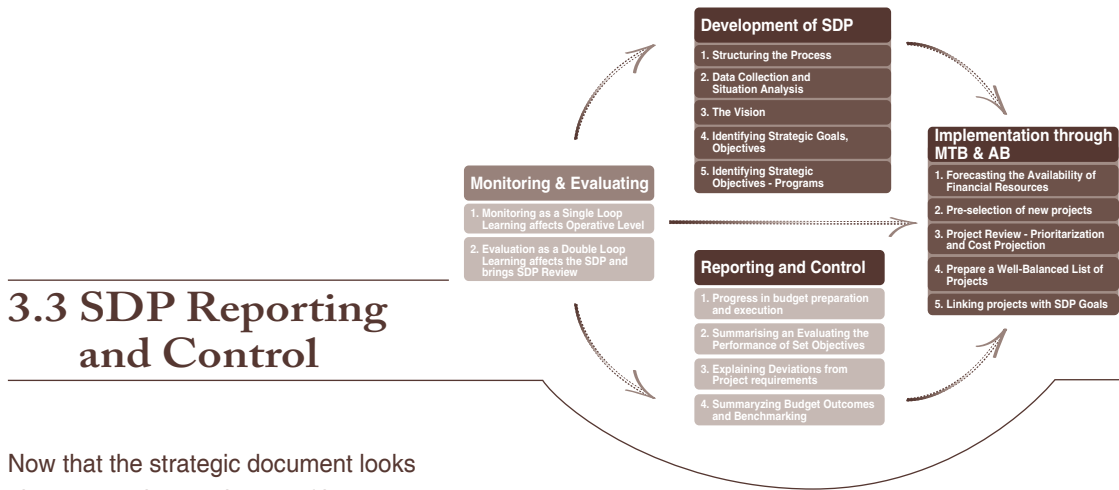 Development of SDP
1. Structuring the Process
2. Data Collection and
Situation Analysis
3. The Vision
4. Identifying Strategic Goals,
Objectives
5. Identifying Strategic
Objectives - Programs
Implementation through
MTB & AB
1. Forecasting the Availability of
Financial Resources
2. Pre-selection of new projects
3. Project Review - Prioritarization
and Cost Projection
4. Prepare a Well-Balanced List of
Projects
5. Linking projects with SDP Goals
Monitoring & Evaluating
1. Monitoring as a Single Loop
Learning affects Operative Level
2. Evaluation as a Double Loop
Learning affects the SDP and
brings SDP Review
Reporting and Control
1. Progress in budget preparation
and execution
2. Summarising an Evaluating the
Performance of Set Objectives
3. Explaining Deviations from
Project requirements
4. Summaryzing Budget Outcomes
and Benchmarking
3.3 SDP Reporting
and Control
Now that the strategic document looks